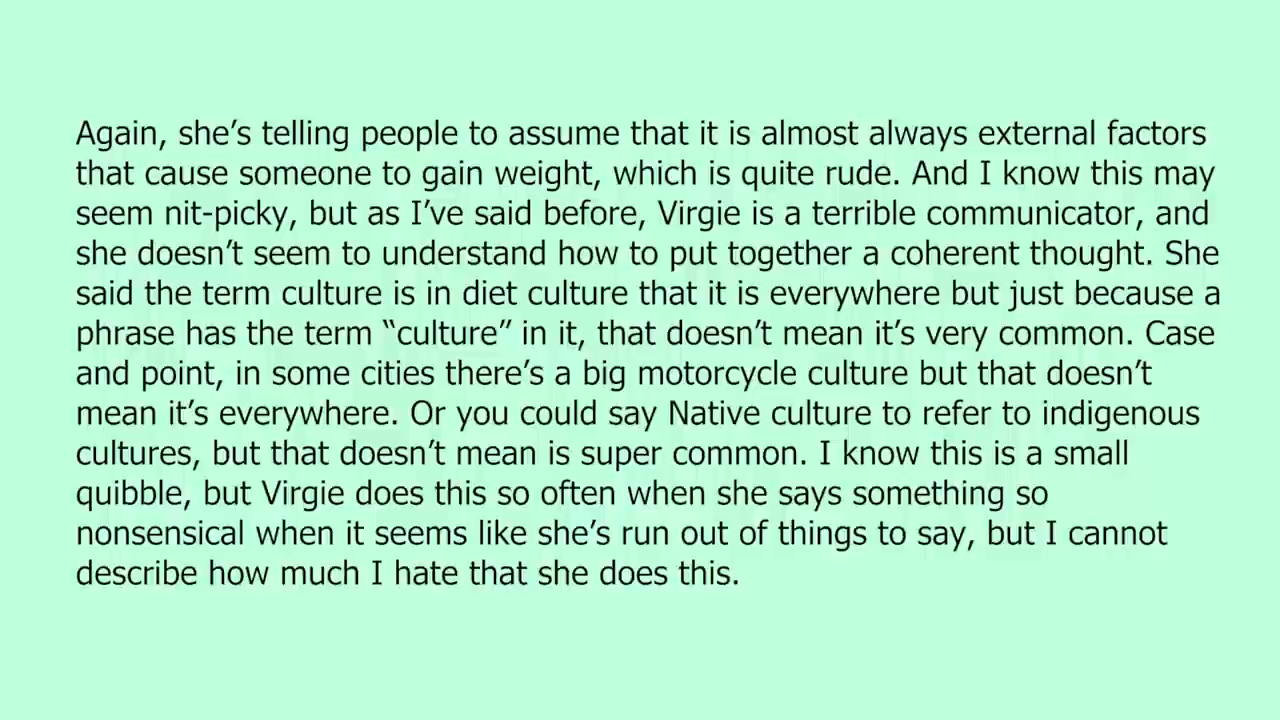 Again, she’s telling people to assume that it is almost always external factors
that cause someone to gain weight, which is quite rude. And I know this may
seem nit-picky, but as I’ve said before, Virgie is a terrible communicator, and
she doesn’t seem to understand how to put together a coherent thought. She
said the term culture is in diet culture that it is everywhere but just because a
phrase has the term “culture” in it, that doesn’t mean it’s very common. Case
and point, in some cities there’s a big motorcycle culture but that doesn’t
mean it’s everywhere. Or you could say Native culture to refer to indigenous
cultures, but that doesn’t mean is super common. I know this is a small
quibble, but Virgie does this so often when she says something so
nonsensical when it seems like she’s run out of things to say, but I cannot
describe how much I hate that she does this.